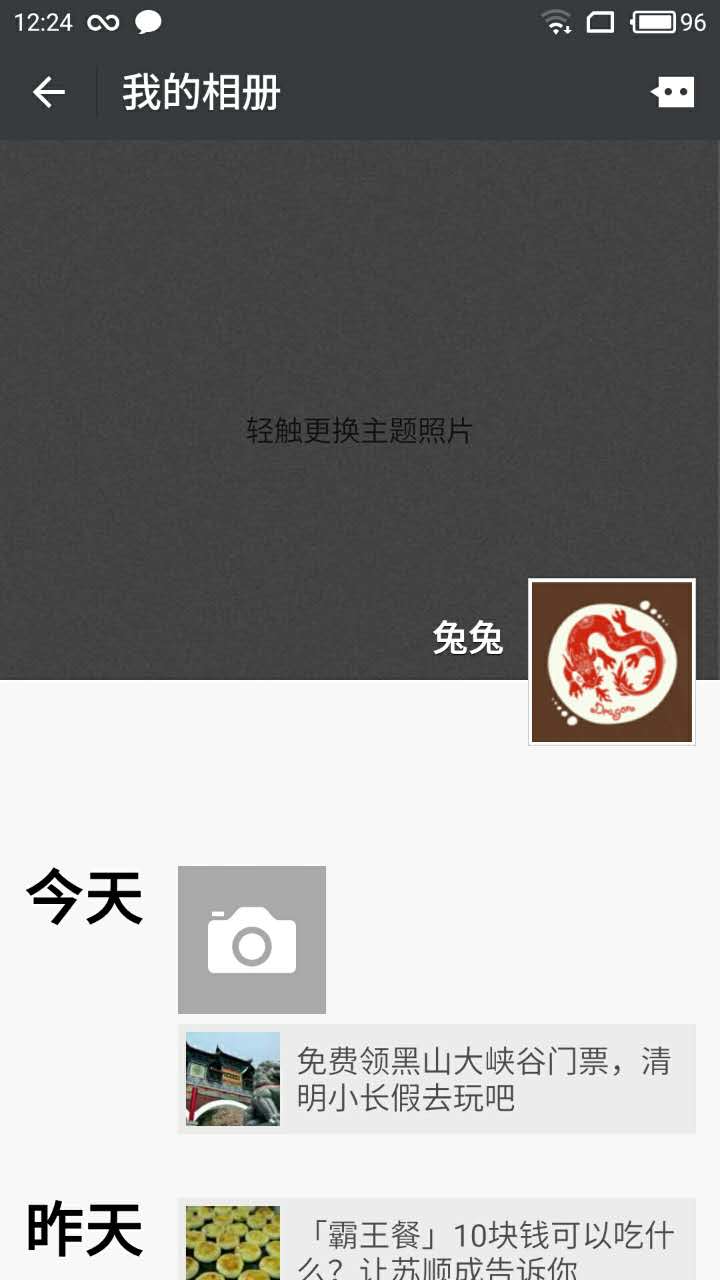 12:24
96
我的相册
轻触更换主题照片
兔兔
Dragon
今天
免费领黑山大峡谷门票，清
明小长假去玩吧
昨天
「霸王餐」10块钱可以吃什
么？让苏顺成告诉你